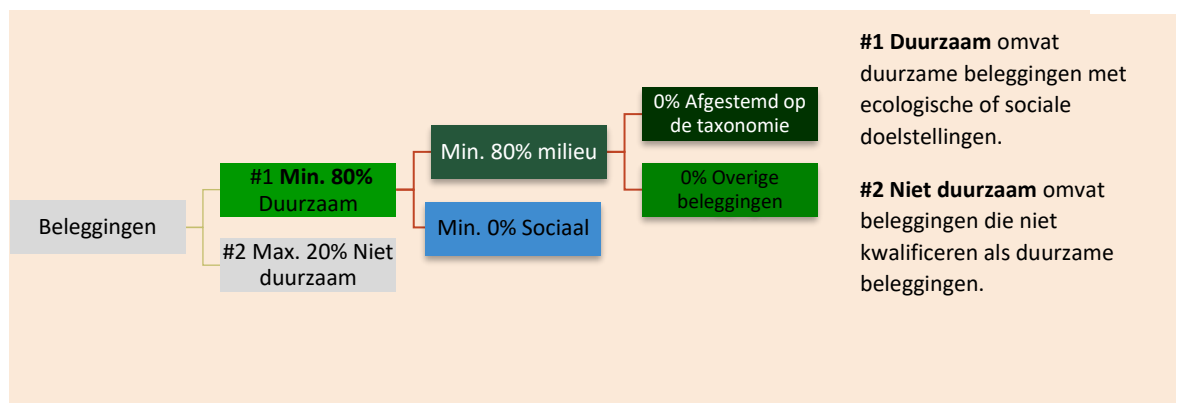 Beleggingen
#1 Min. 80%
Duurzaam
#2 Max. 20% Niet
duurzaam
Min. 80% milieu
Min. 0% Sociaal
0% Afgestemd op
de taxonomie
0% Overige
beleggingen
#1 Duurzaam omvat
duurzame beleggingen met
ecologische of sociale
doelstellingen.
#2 Niet duurzaam omvat
beleggingen die niet
kwalificeren als duurzame
beleggingen.